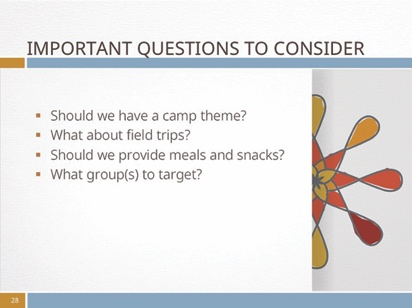 IMPORTANT QUESTIONS TO CONSIDER
▪ Should we have a camp theme?
▪ What about field trips?
▪ Should we provide meals and snacks?
▪ What group(s) to target?
28